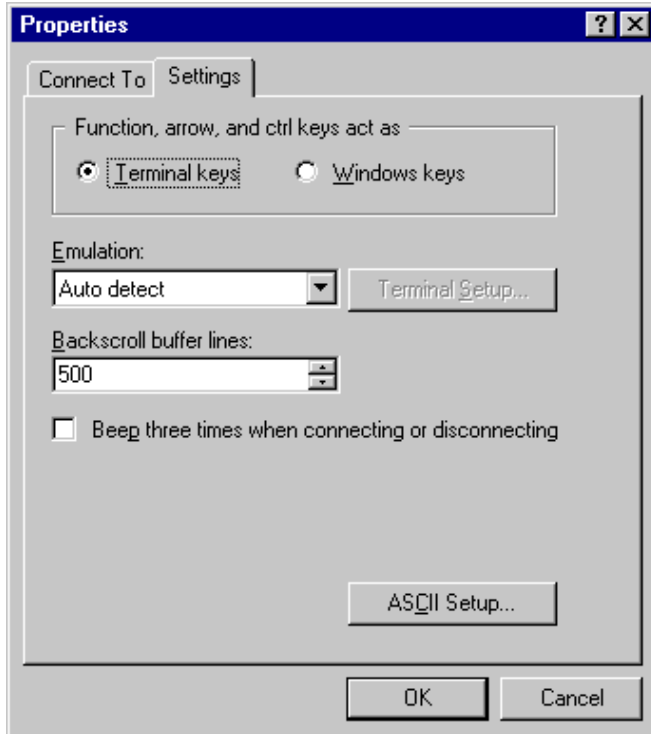 Properties
Connect To Settings
Function, arrow, and ctrl keys act as
Terminal keys Windows keys
Emulation:
Auto detect Terminal Setup...
Backscroll buffer lines:
500
Beep three times when connecting or disconnecting
ASCII Setup...
OK Cancel